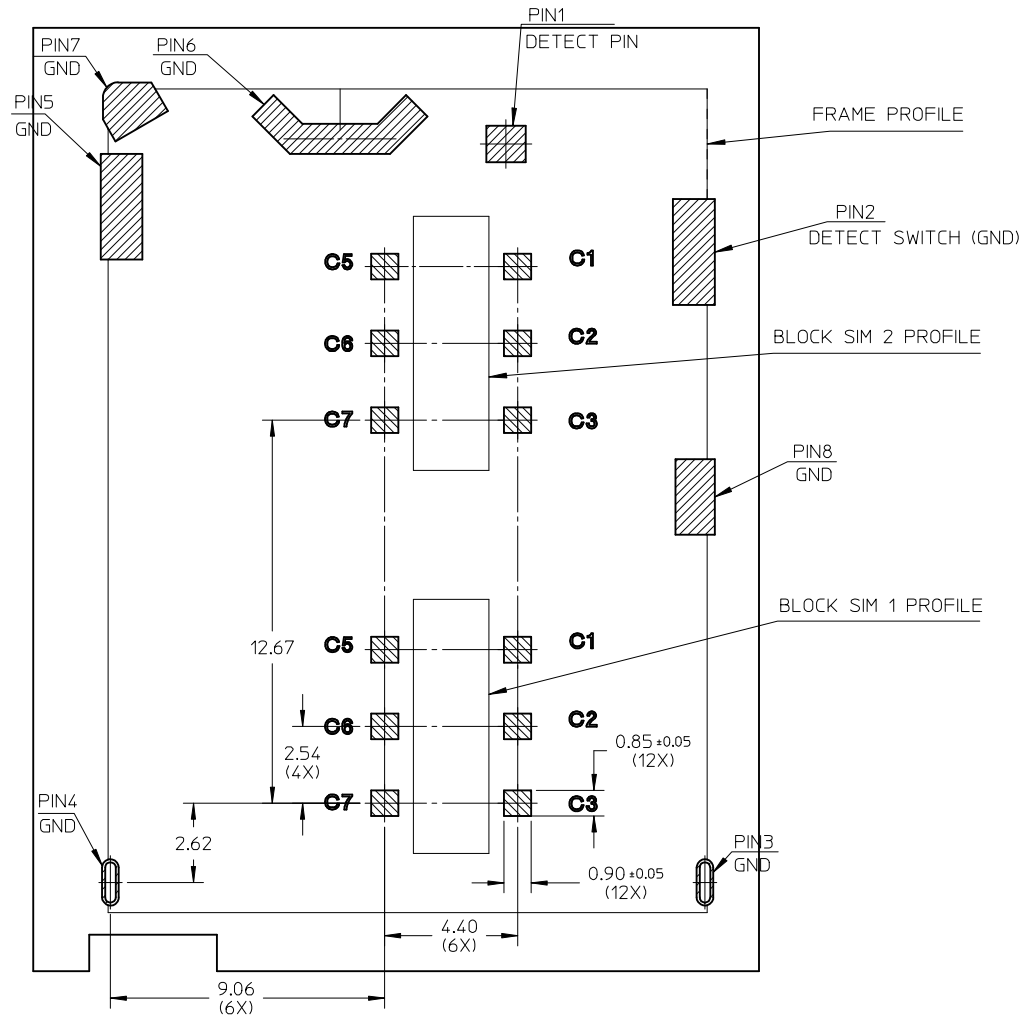 PIN1
DETECT PIN
PIN7
GND
PIN6
GND
PIN5
GND
FRAME PROFILE
PIN2
DETECT SWITCH (GND)
C5
C1
C6
C2
BLOCK SIM 2 PROFILE
C7
C3
PIN8
GND
BLOCK SIM 1 PROFILE
12.67
C5
C1
C6
C2
2.54
(4X)
0.85 ±0.05
(12X)
C7
C3
PIN4
GND
2.62
PIN3
GND
0.90 ±0.05
(12X)
4.40
(6X)
9.06
(6X)